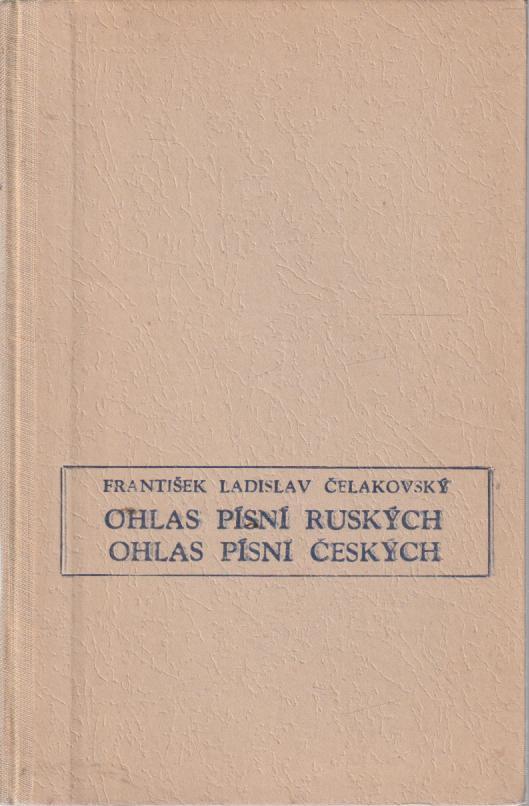 FRANTIŠEK LADISLAV ČELAKOVSKÝ
OHLAS PÍSNÍ RUSKÝCH
OHLAS PÍSNÍ ČESKÝCH